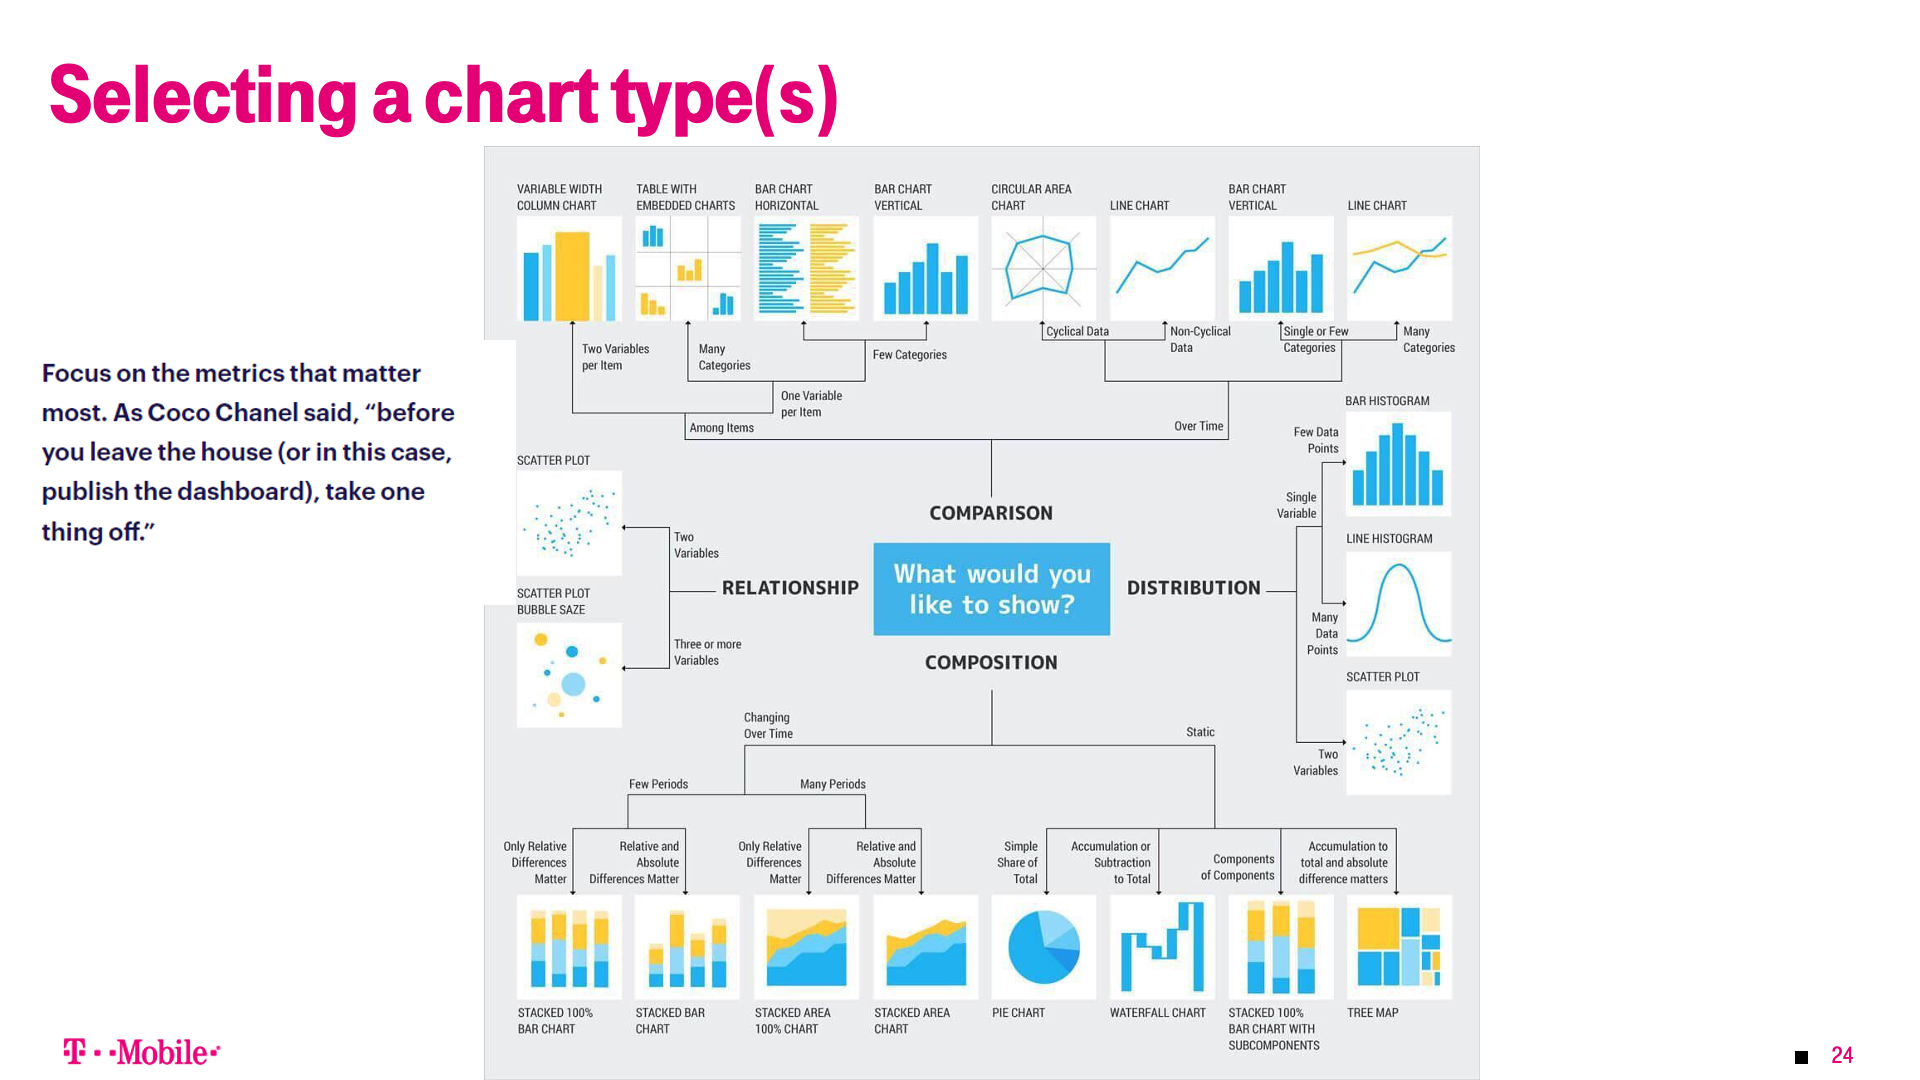 Selecting a chart type(s)
VARIABLE WIDTH
COLUMN CHART
TABLE WITH
EMBEDDED CHARTS
BAR CHART
HORIZONTAL
BAR CHART
VERTICAL
CIRCULAR AREA
CHART
LINE CHART
BAR CHART
VERTICAL
LINE CHART
Two Variables
per Item
Many
Categories
Few Categories
Cyclical Data
Non-Cyclical
Data
Single or Few
Categories
Many
Categories
One Variable
per Item
Among Items
Over Time
Focus on the metrics that matter
most. As Coco Chanel said, “before
you leave the house (or in this case,
publish the dashboard), take one
thing off.”
SCATTER PLOT
Two
Variables
SCATTER PLOT
BUBBLE SAZE
Three or more
Variables
COMPARISON
RELATIONSHIP
What would you
like to show?
DISTRIBUTION
COMPOSITION
BAR HISTOGRAM
Few Data
Points
Single
Variable
LINE HISTOGRAM
Many
Data
Points
SCATTER PLOT
Two
Variables
Changing
Over Time
Static
Few Periods
Many Periods
Only Relative
Differences
Matter
Relative and
Absolute
Differences Matter
Only Relative
Differences
Matter
Relative and
Absolute
Differences Matter
Simple
Share of
Total
Accumulation or
Subtraction
to Total
Components
of Components
Accumulation to
total and absolute
difference matters
STACKED 100%
BAR CHART
STACKED BAR
CHART
STACKED AREA
100% CHART
STACKED AREA
CHART
PIE CHART
WATERFALL CHART
STACKED 100%
BAR CHART WITH
SUBCOMPONENTS
TREE MAP
T Mobile
24